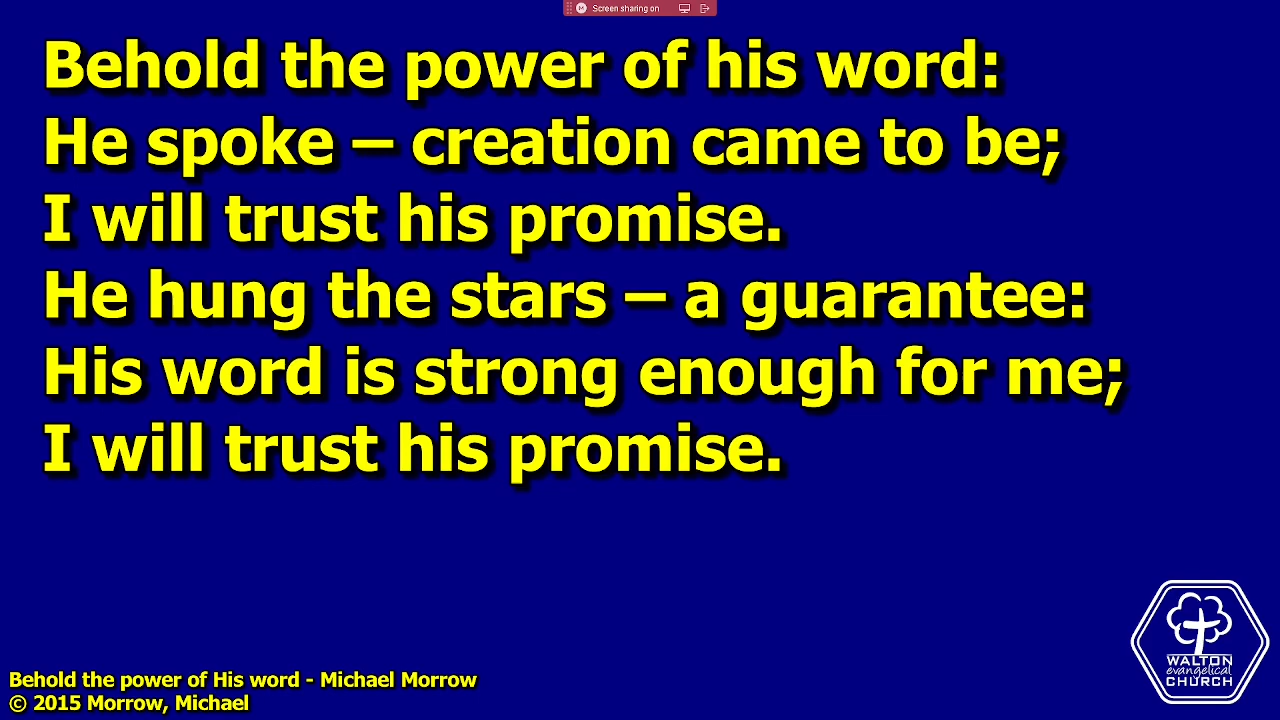 Screen sharing on
Behold the power of his word:
He spoke – creation came to be;
I will trust his promise.
He hung the stars – a guarantee:
His word is strong enough for me;
I will trust his promise.
Behold the power of His word - Michael Morrow
© 2015 Morrow, Michael
WALTON
evangelical
CHURCH